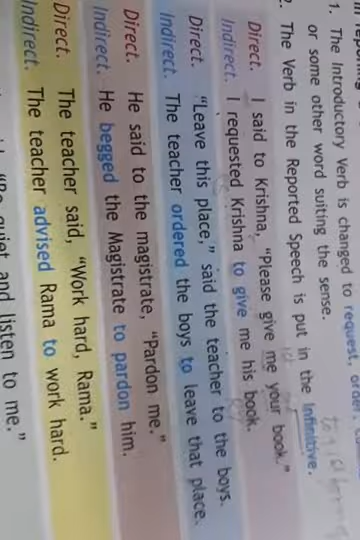 1. The Introductory Verb is changed to request, order
or some other word suiting the sense.
2. The Verb in the Reported Speech is put in the Infinitive.
Direct. I said to Krishna, “Please give me your book.”
Indirect. I requested Krishna to give me his book.
Direct. “Leave this place,” said the teacher to the boys.
Indirect. The teacher ordered the boys to leave that place.
Direct. He said to the magistrate, “Pardon me.”
Indirect. He begged the Magistrate to pardon him.
Direct. The teacher said, “Work hard, Rama.”
Indirect. The teacher advised Rama to work hard.
quiet and listen to me.”